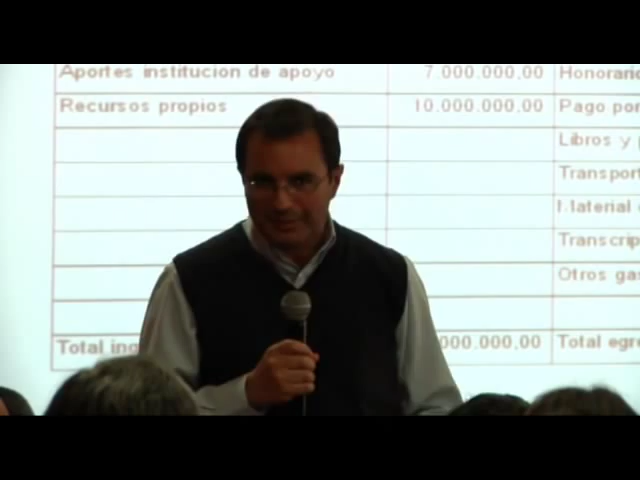 Aportes institución de apoyo 7.000.000,00 Honorario
Recursos propios 10.000.000,00 Pago por
Libros y
Transport
Material
Transcrip
Otros gas
Total ing 000.000,00 Total egre